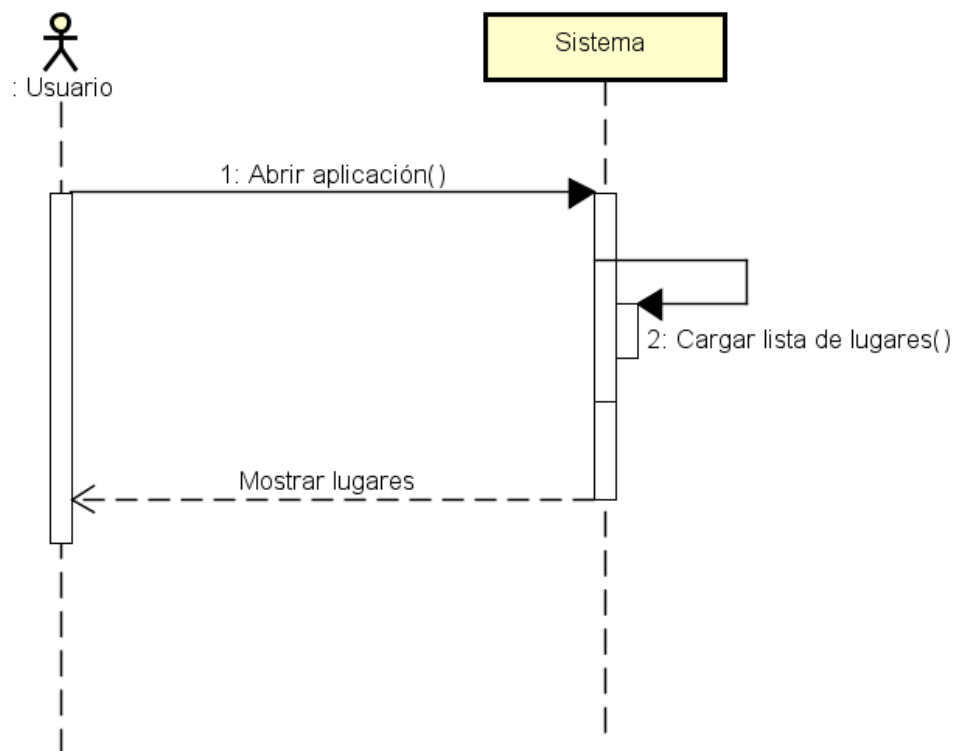 Sistema
: Usuario
1: Abrir aplicación()
2: Cargar lista de lugares()
Mostrar lugares